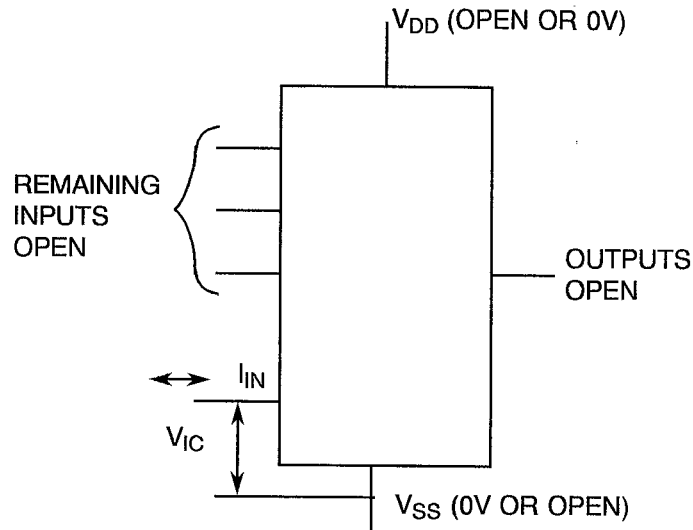 VDD (OPEN OR 0V)
REMAINING
INPUTS
OPEN
OUTPUTS
OPEN
IIN
VIC
VSS (0V OR OPEN)